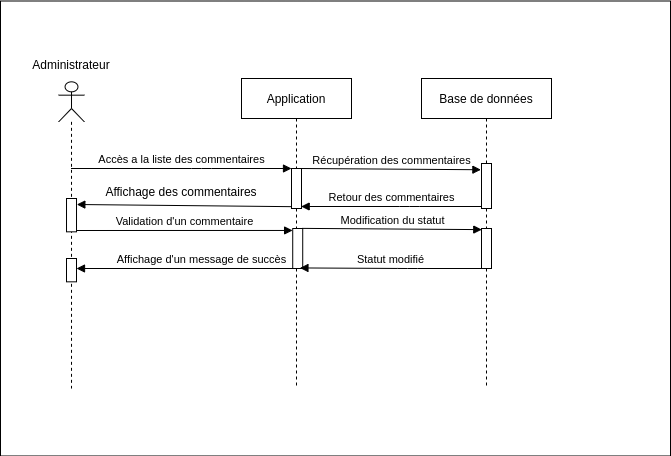 Administrateur
Application
Base de données
Accès a la liste des commentaires
Récupération des commentaires
Affichage des commentaires
Retour des commentaires
Validation d'un commentaire
Modification du statut
Affichage d'un message de succès
Statut modifié